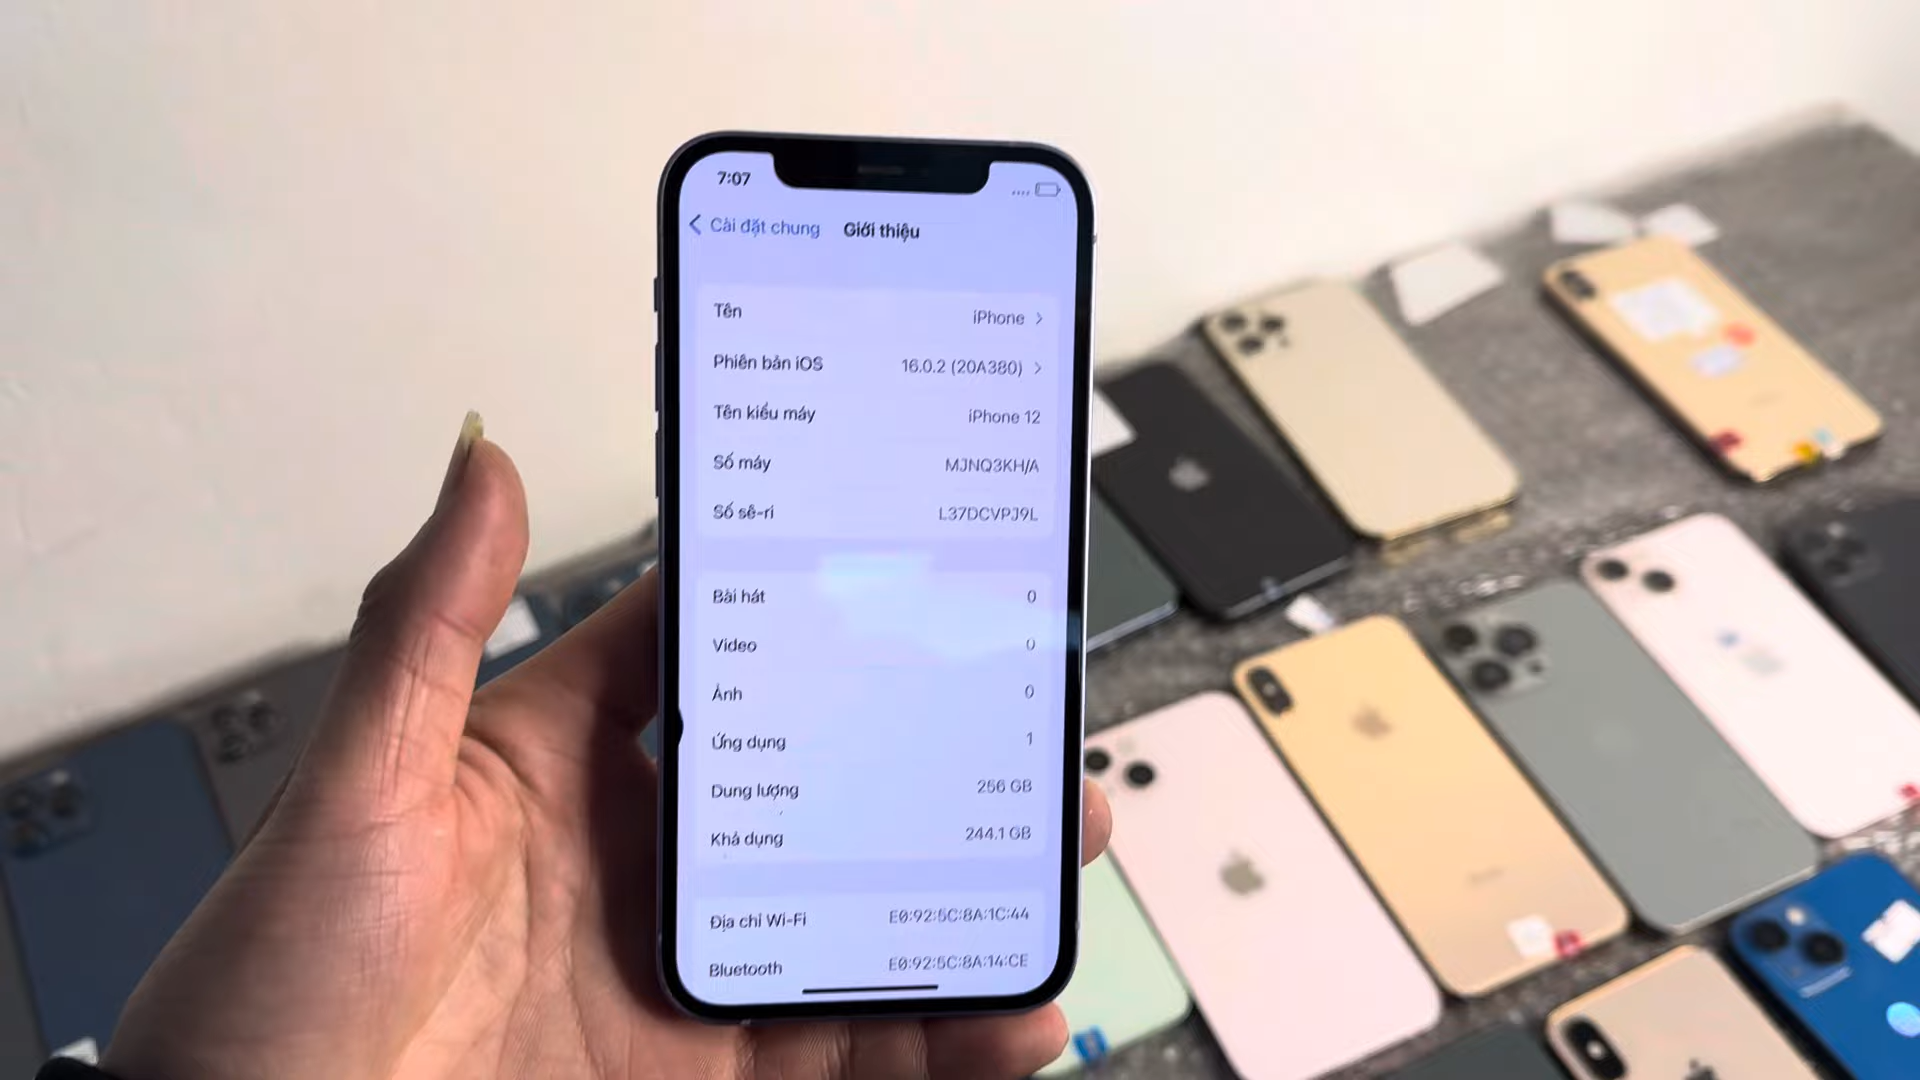 7:07
Cài đặt chung Giới thiệu
Tên iPhone
Phiên bản iOS 16.0.2 (20A380)
Tên kiểu máy iPhone 12
Số máy MJNQ3KH/A
Số sê-ri L37DCVPJ9L
Bài hát 0
Video 0
Ảnh 0
Ứng dụng 1
Dung lượng 256 GB
Khả dụng 244.1 GB
Địa chỉ Wi-Fi E0:92:5C:8A:1C:44
Bluetooth E0:92:5C:8A:14:CE